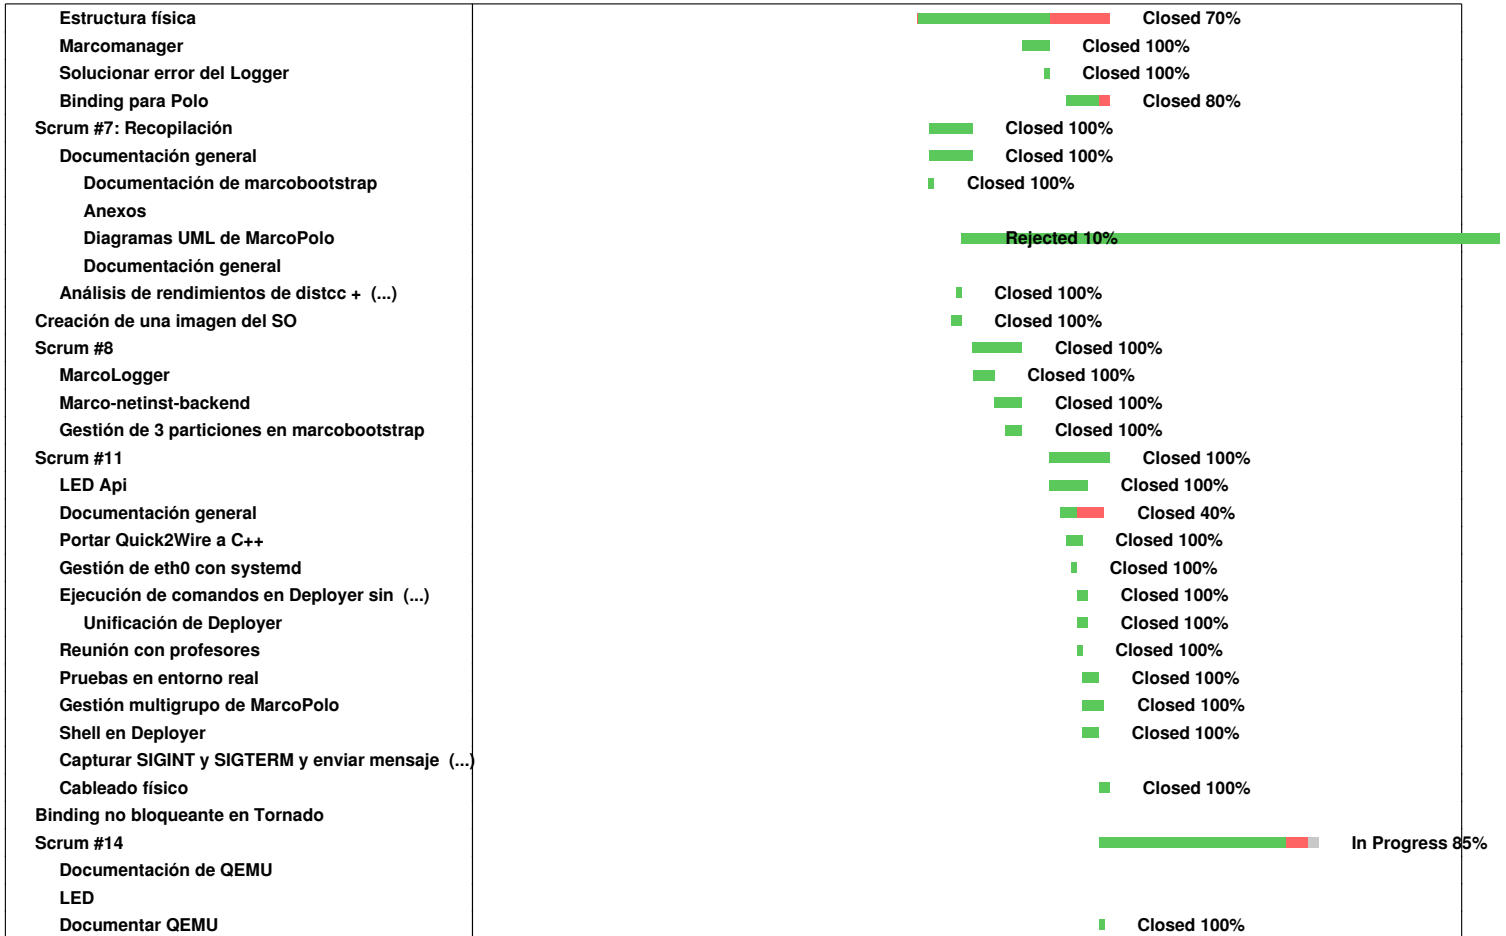 Estructura física Closed 70%
Marcomanager Closed 100%
Solucionar error del Logger Closed 100%
Binding para Polo Closed 80%
Scrum #7: Recopilación Closed 100%
Documentación general Closed 100%
Documentación de marcobootstrap Closed 100%
Anexos
Diagramas UML de MarcoPolo Rejected 10%
Documentación general
Análisis de rendimientos de distcc + (...) Closed 100%
Creación de una imagen del SO Closed 100%
Scrum #8 Closed 100%
MarcoLogger Closed 100%
Marco-netinst-backend Closed 100%
Gestión de 3 particiones en marcobootstrap Closed 100%
Scrum #11 Closed 100%
LED Api Closed 100%
Documentación general Closed 40%
Portar Quick2Wire a C++ Closed 100%
Gestión de eth0 con systemd Closed 100%
Ejecución de comandos en Deployer sin (...) Closed 100%
Unificación de Deployer Closed 100%
Reunión con profesores Closed 100%
Pruebas en entorno real Closed 100%
Gestión multigrupo de MarcoPolo Closed 100%
Shell en Deployer Closed 100%
Capturar SIGINT y SIGTERM y enviar mensaje (...)
Cableado físico Closed 100%
Binding no bloqueante en Tornado
Scrum #14 In Progress 85%
Documentación de QEMU
LED
Documentar QEMU Closed 100%